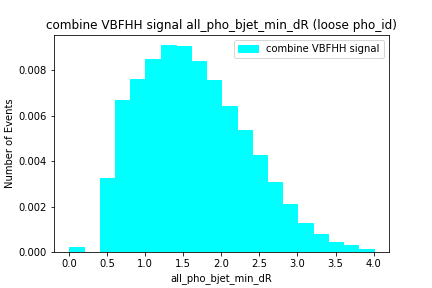 combine VBFHH signal all_pho_bjet_min_dR (loose pho_id)
combine VBFHH signal
Number of Events
0.008
0.006
0.004
0.002
0.000
0.0 0.5 1.0 1.5 2.0 2.5 3.0 3.5 4.0
all_pho_bjet_min_dR